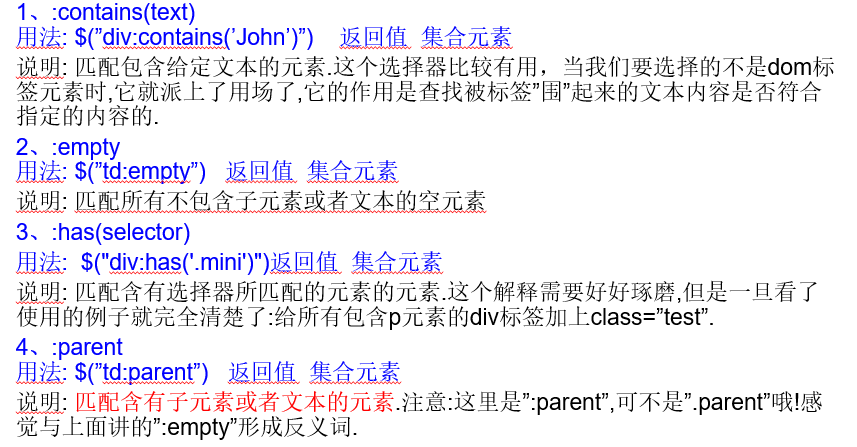 1、:contains(text)
用法: $(”div:contains(’John’)”)    返回值  集合元素
说明: 匹配包含给定文本的元素.这个选择器比较有用，当我们要选择的不是dom标
签元素时,它就派上了用场了,它的作用是查找被标签”围”起来的文本内容是否符合
指定的内容的.
2、:empty
用法: $(”td:empty”)   返回值  集合元素
说明: 匹配所有不包含子元素或者文本的空元素
3、:has(selector)
用法:  $("div:has('.mini')")返回值  集合元素
说明: 匹配含有选择器所匹配的元素的元素.这个解释需要好好琢磨,但是一旦看了
使用的例子就完全清楚了:给所有包含p元素的div标签加上class=”test”.
4、:parent
用法: $(”td:parent”)   返回值  集合元素
说明: 匹配含有子元素或者文本的元素.注意:这里是”:parent”,可不是”.parent”哦!感
觉与上面讲的”:empty”形成反义词.